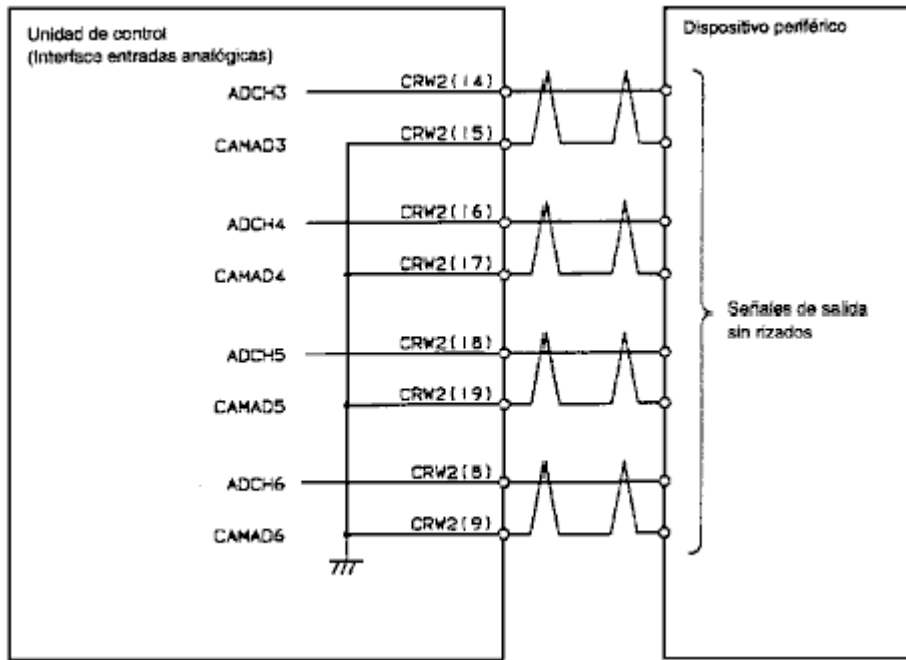 Unidad de control
(Interface entradas analógicas)
Dispositivo periférico
ADCH3
CRW2(14)
CAMAD3
CRW2(15)
ADCH4
CRW2(16)
CAMAD4
CRW2(17)
ADCH5
CRW2(18)
CAMAD5
CRW2(19)
ADCH6
CRW2(8)
CAMAD6
CRW2(9)
Señales de salida
sin rizados